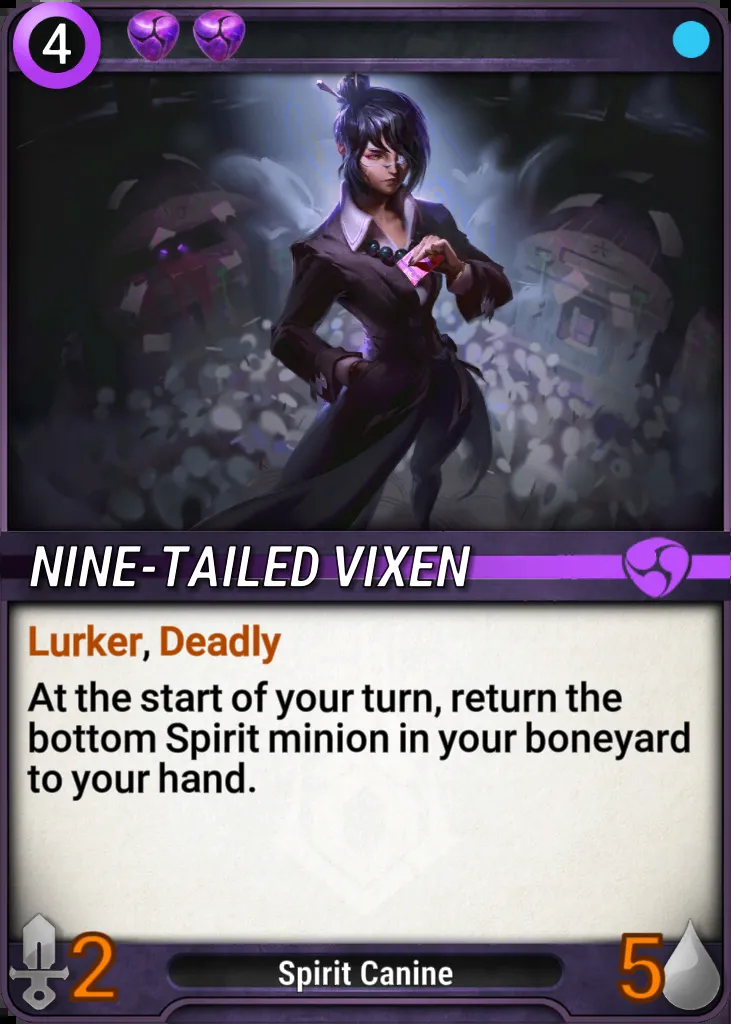 4
NINE-TAILED VIXEN
Lurker, Deadly
At the start of your turn, return the
bottom Spirit minion in your boneyard
to your hand.
2
Spirit Canine
5